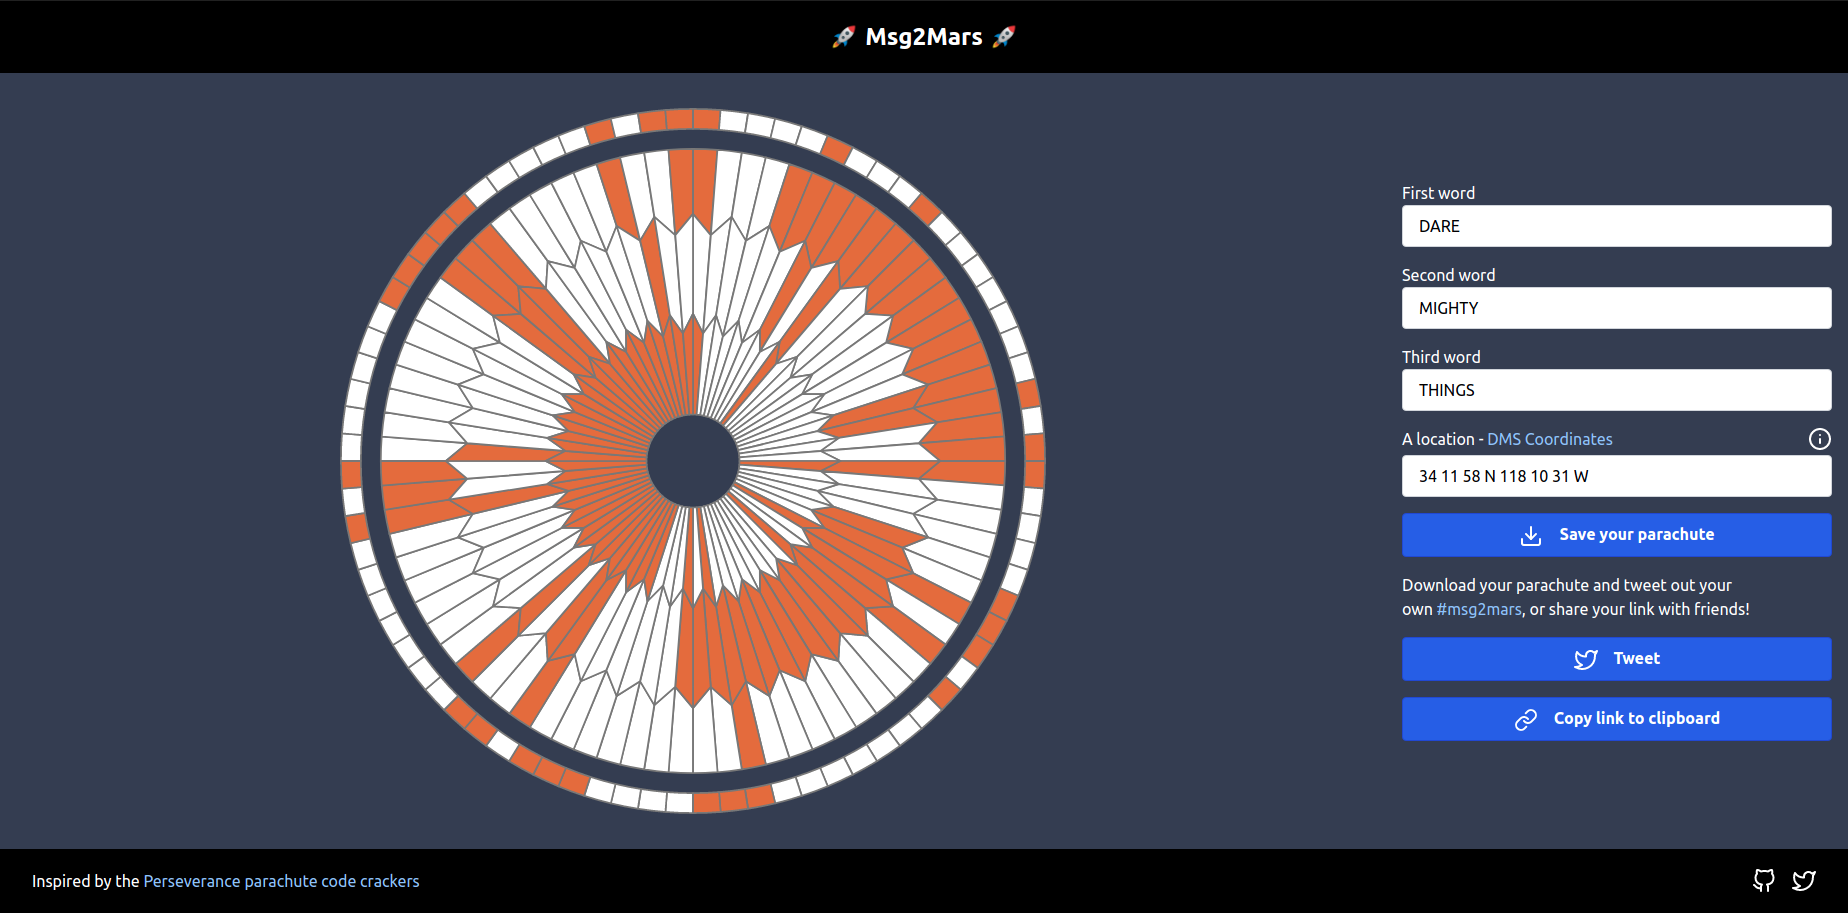 🚀 Msg2Mars 🚀
First word
DARE
Second word
MIGHTY
Third word
THINGS
A location - DMS Coordinates
34 11 58 N 118 10 31 W
Save your parachute
Download your parachute and tweet out your
own #msg2mars, or share your link with friends!
Tweet
Copy link to clipboard
Inspired by the Perseverance parachute code crackers